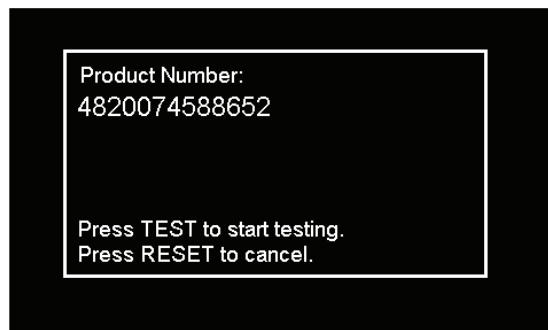 Product Number:
4820074588652
Press TEST to start testing.
Press RESET to cancel.